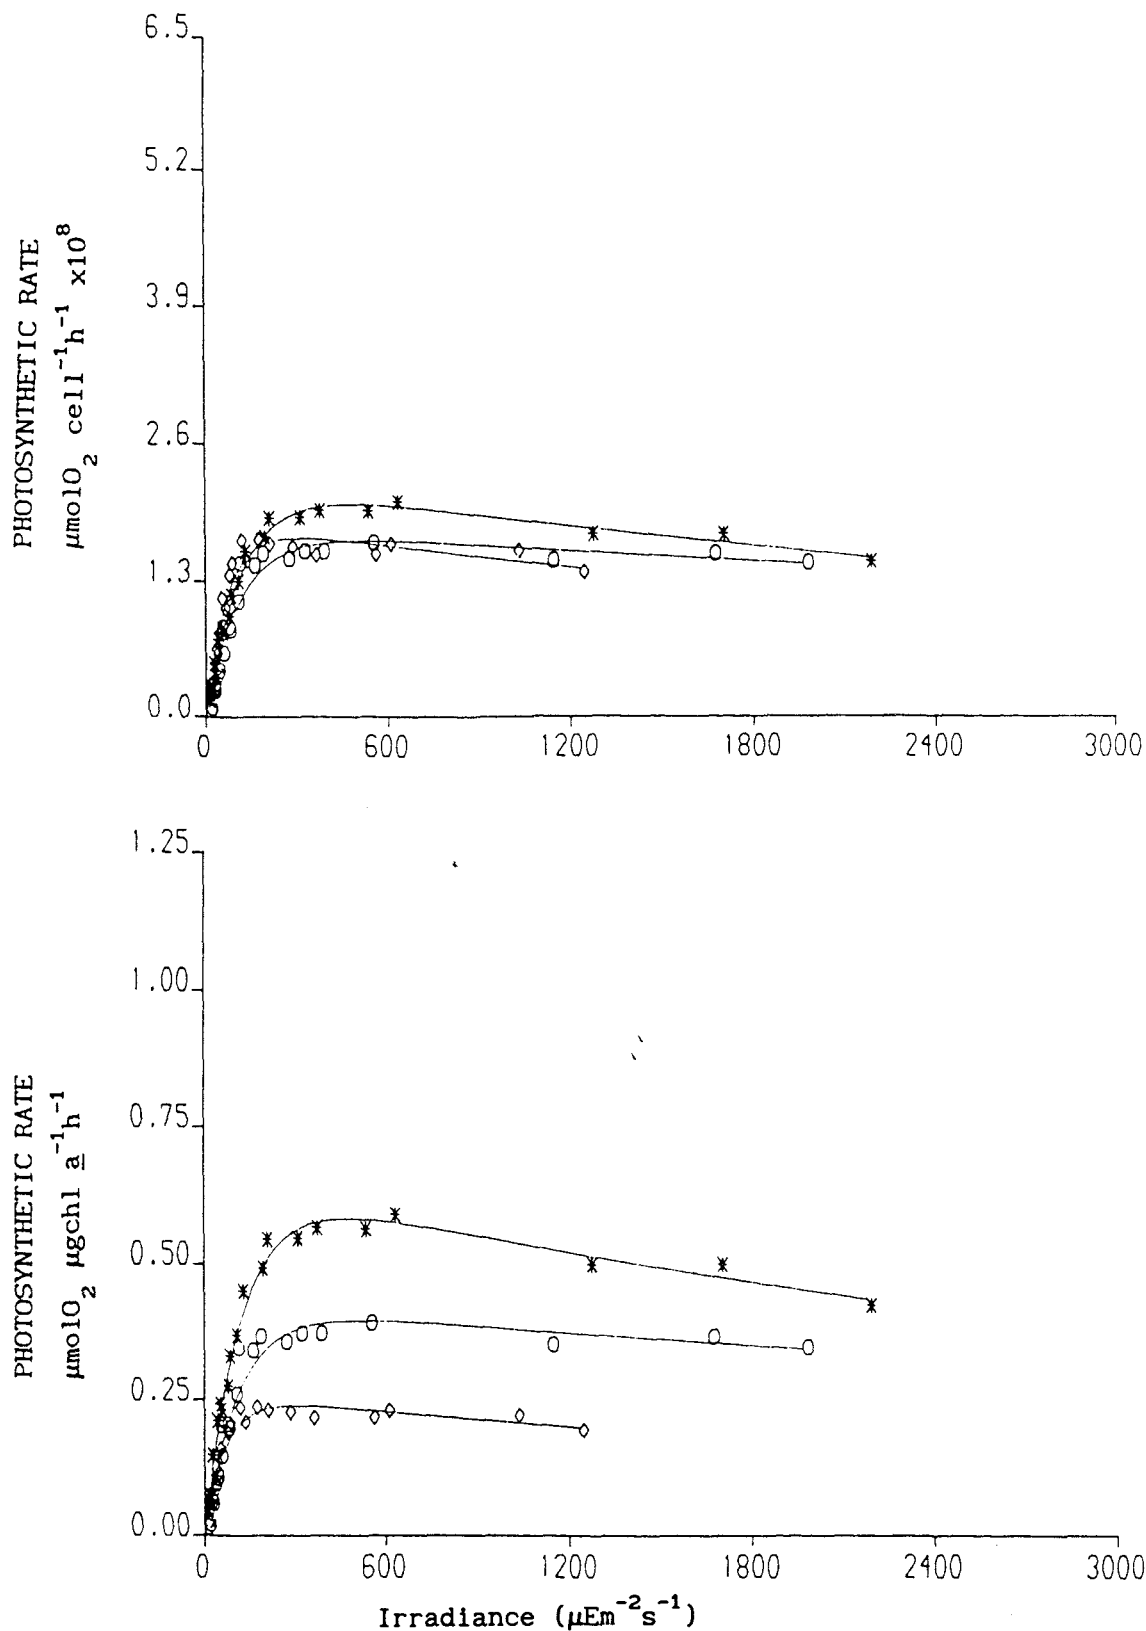 PHOTOSYNTHETIC RATE
µmolO₂ cell⁻¹h⁻¹ x10⁸
6.5
5.2
3.9
2.6
1.3
0.0
0 600 1200 1800 2400 3000
PHOTOSYNTHETIC RATE
µmolO₂ µgchl a⁻¹h⁻¹
1.25
1.00
0.75
0.50
0.25
0.00
0 600 1200 1800 2400 3000
Irradiance (µEm⁻²s⁻¹)